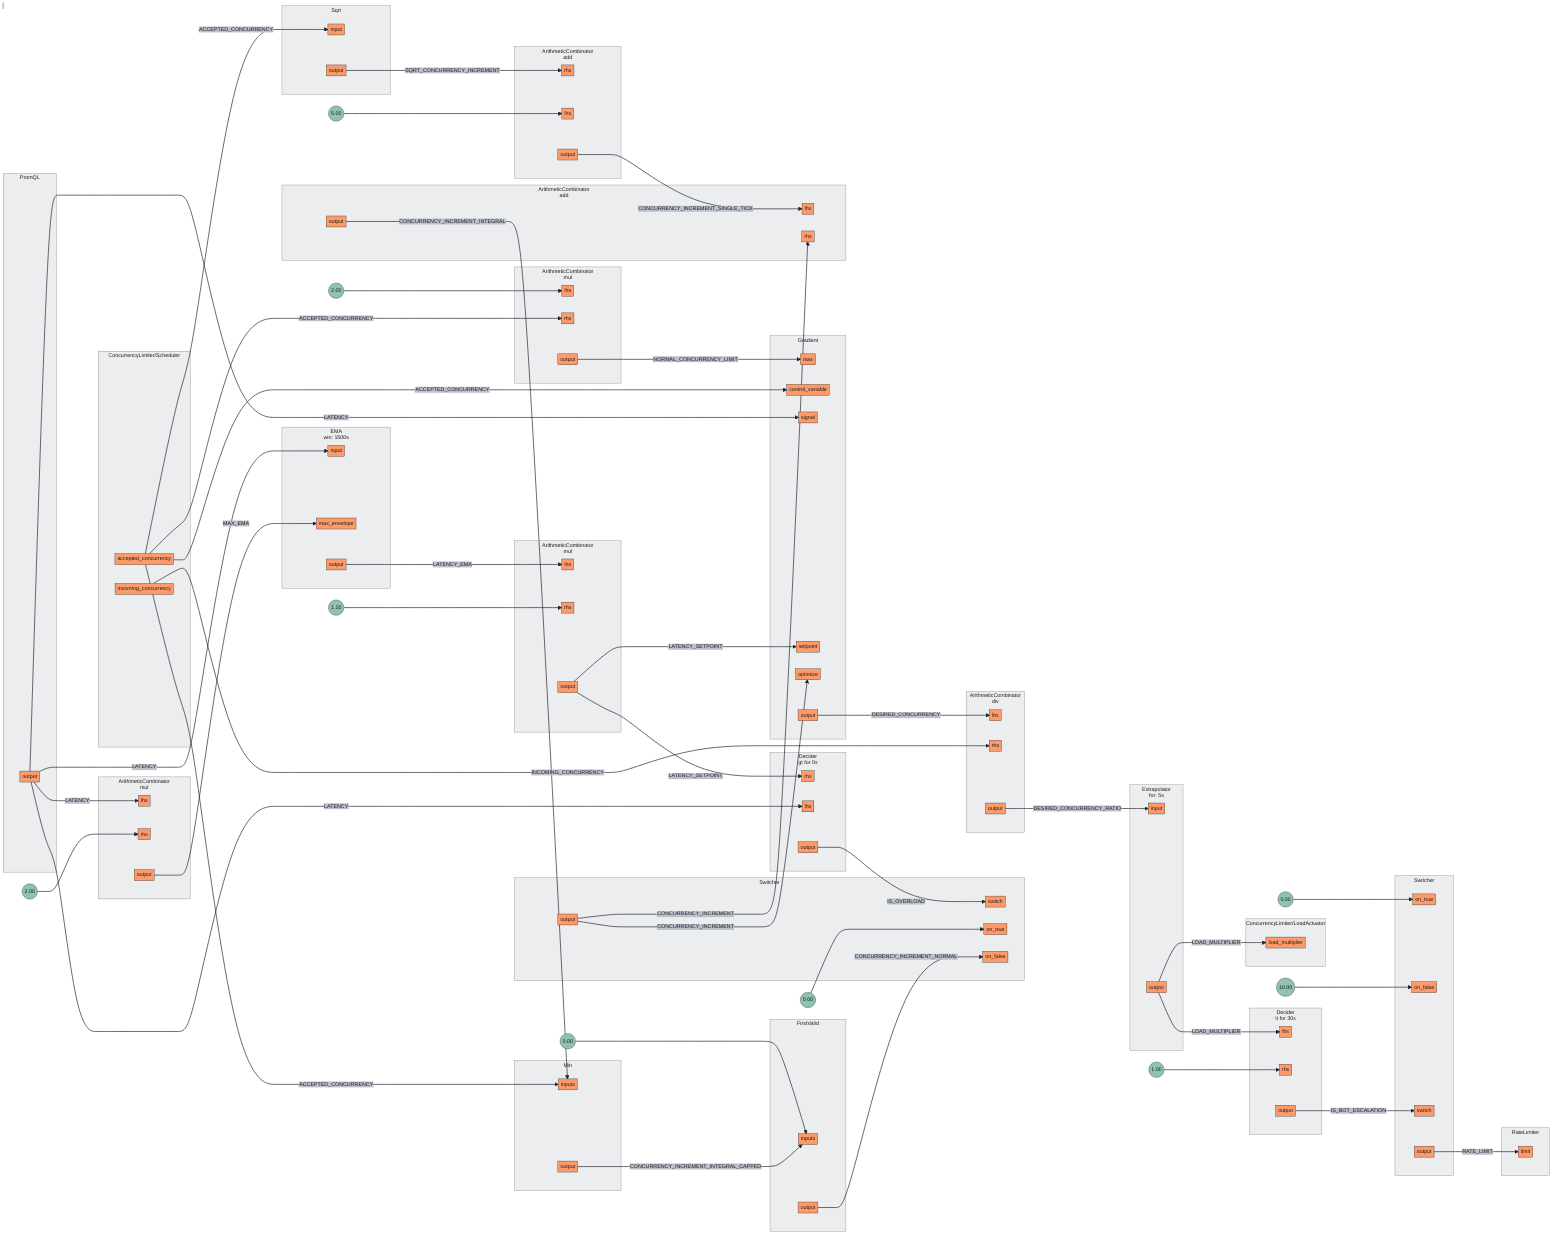 Sqrt
input
ACCEPTED_CONCURRENCY
output
SQRT_CONCURRENCY_INCREMENT
ArithmeticCombinator
add
rhs
5.00
lhs
output
PromQL
output
ArithmeticCombinator
add
output
CONCURRENCY_INCREMENT_INTEGRAL
CONCURRENCY_INCREMENT_SINGLE_TICK
lhs
rhs
ArithmeticCombinator
mul
2.00
lhs
ACCEPTED_CONCURRENCY
rhs
output
NORMAL_CONCURRENCY_LIMIT
Gradient
max
ACCEPTED_CONCURRENCY
control_variable
LATENCY
signal
setpoint
optimize
output
ConcurrencyLimiter/Scheduler
accepted_concurrency
incoming_concurrency
EMA
win: 1500s
input
MAX_EMA
max_envelope
output
LATENCY_EMA
ArithmeticCombinator
mul
lhs
1.10
rhs
LATENCY_SETPOINT
output
LATENCY_SETPOINT
DESIRED_CONCURRENCY
ArithmeticCombinator
div
lhs
rhs
output
INCOMING_CONCURRENCY
LATENCY
LATENCY
ArithmeticCombinator
mul
lhs
rhs
output
2.00
Decider
gt for 0s
rhs
LATENCY
lhs
output
DESIRED_CONCURRENCY_RATIO
Extrapolator
for: 5s
input
output
Switcher
output
CONCURRENCY_INCREMENT
CONCURRENCY_INCREMENT
IS_OVERLOAD
switch
on_true
CONCURRENCY_INCREMENT_NORMAL
on_false
0.00
0.00
FirstValid
inputs
output
Min
ACCEPTED_CONCURRENCY
inputs
output
CONCURRENCY_INCREMENT_INTEGRAL_CAPPED
0.00
ConcurrencyLimiter/LoadActuator
LOAD_MULTIPLIER
load_multiplier
10.00
Decider
lt for 30s
LOAD_MULTIPLIER
lhs
1.00
rhs
output
IS_BOT_ESCALATION
Switcher
on_true
on_false
switch
output
RATE_LIMIT
RateLimiter
limit